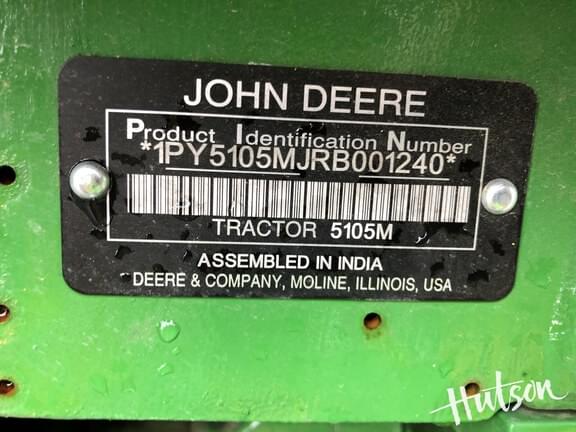 JOHN DEERE
Product Identification Number
*1PY5105MJRB001240*
TRACTOR 5105M
ASSEMBLED IN INDIA
DEERE & COMPANY, MOLINE, ILLINOIS, USA
Hutson